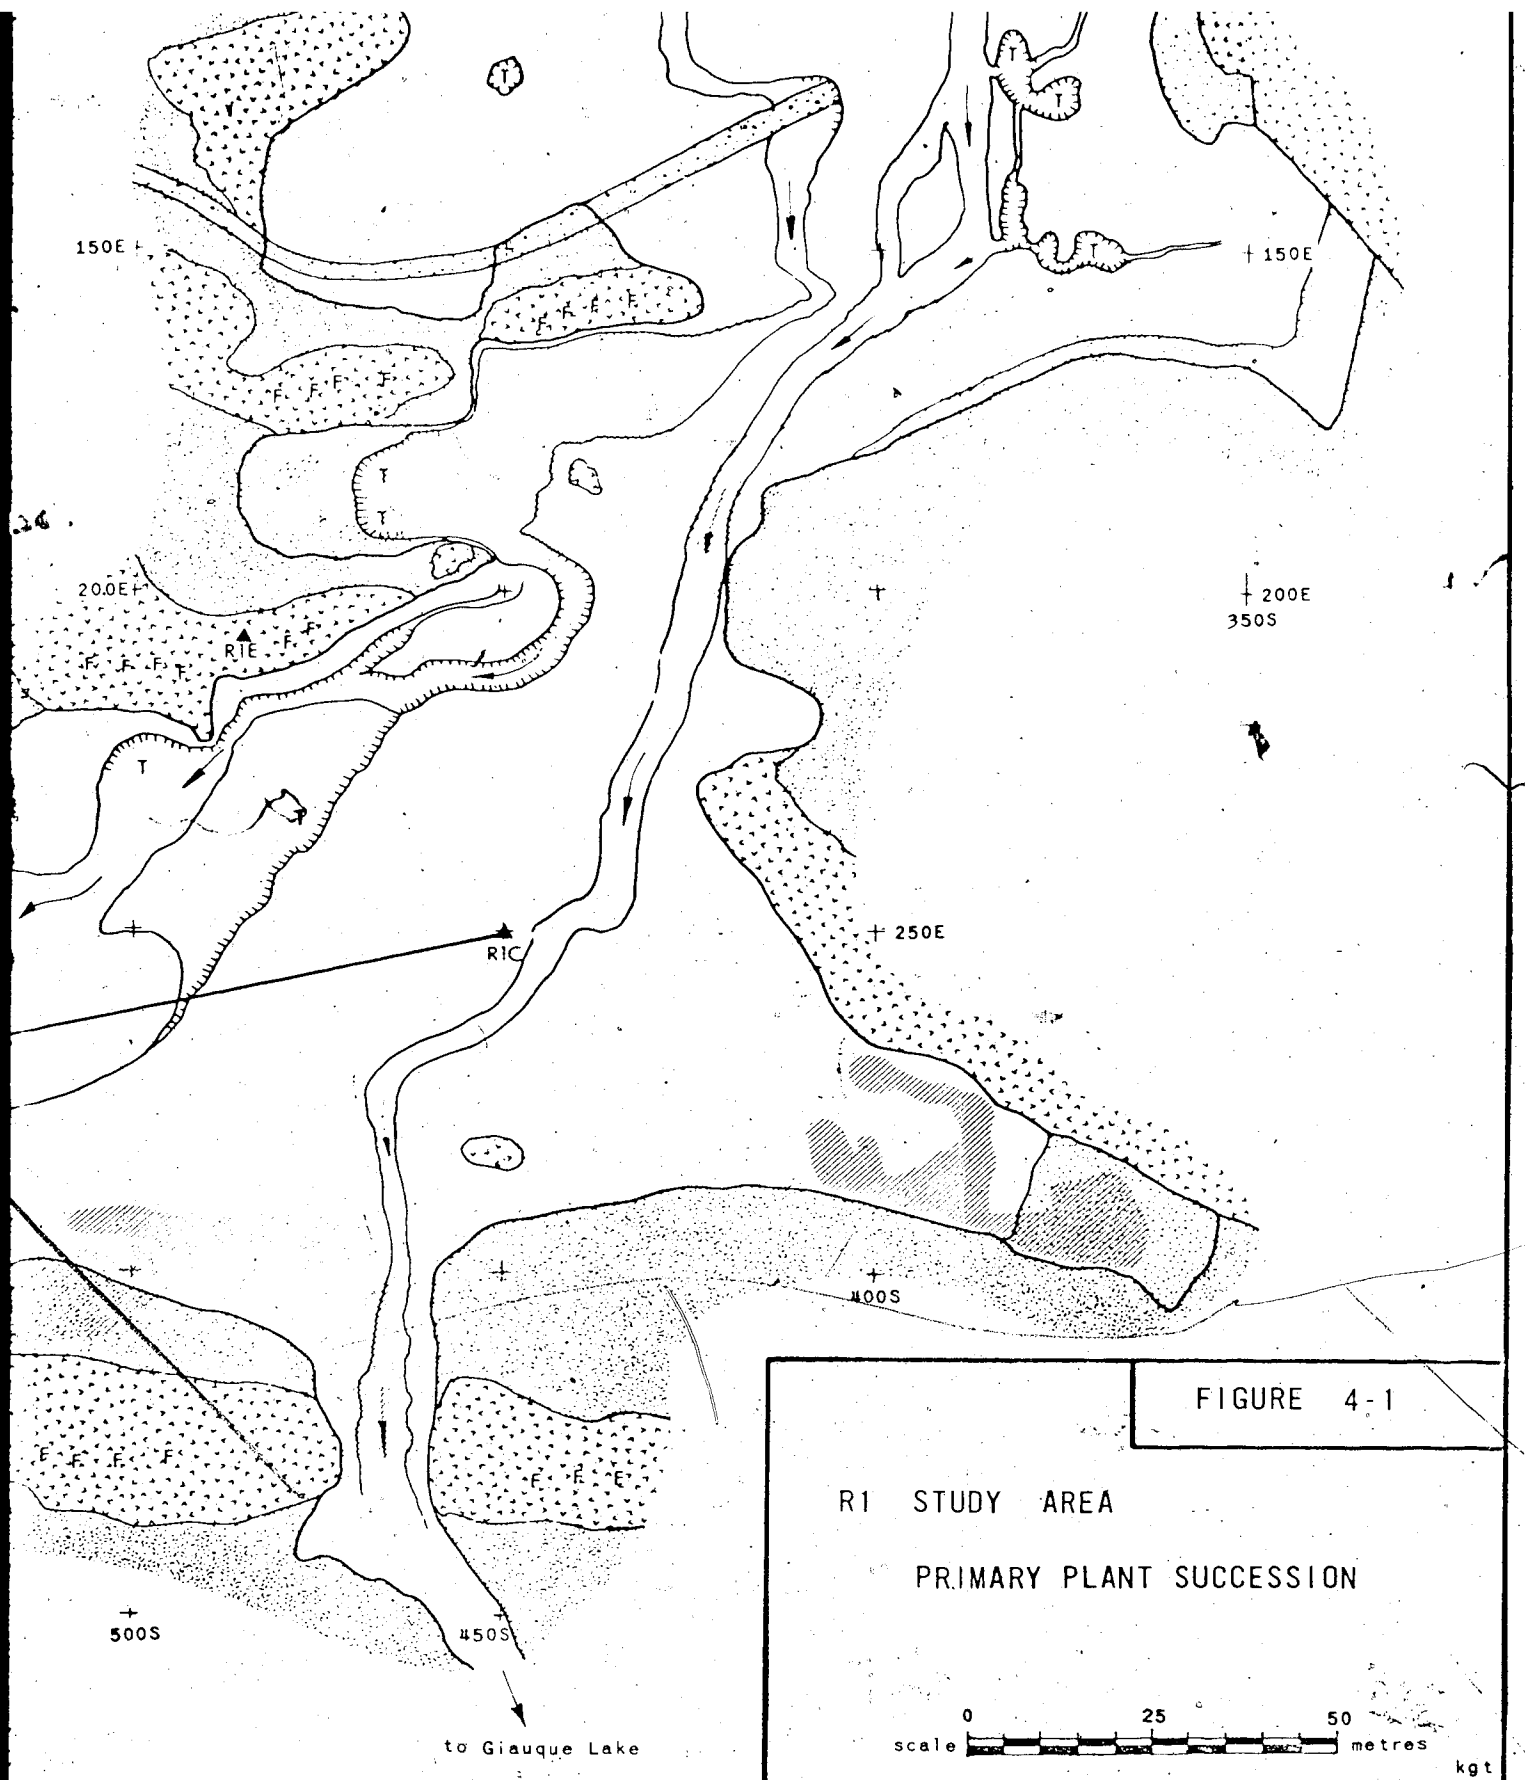 T
T
T
150E
T
150E
F F F F
F F F F
T
T
200E
200E
350S
R1E
F F
F F F F
T
T
250E
R1C
400S
FIGURE 4-1
F F F F
F F F
R1 STUDY AREA
PRIMARY PLANT SUCCESSION
500S
450S
0 25 50
scale metres
to Giauque Lake
kgt